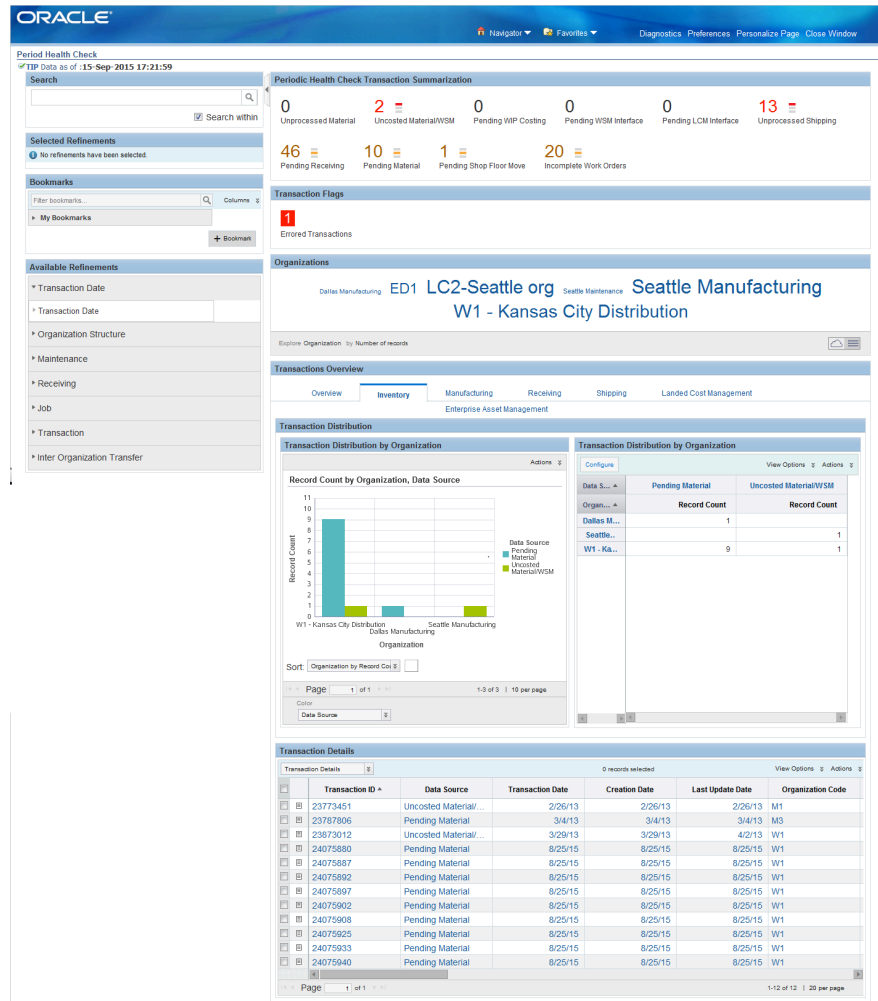 ORACLE
Navigator Favorites Diagnostics Preferences Personalize Page Close Window
Period Health Check
TIP Data as of :15-Sep-2015 17:21:59
Search
Search within
Selected Refinements
No refinements have been selected.
Bookmarks
Filter bookmarks... Columns
My Bookmarks
+ Bookmark
Available Refinements
Transaction Date
Transaction Date
Organization Structure
Maintenance
Receiving
Job
Transaction
Inter Organization Transfer
Periodic Health Check Transaction Summarization
0 2 0 0 0 13
Unprocessed Material Uncosted Material/WSM Pending WIP Costing Pending WSM Interface Pending LCM Interface Unprocessed Shipping
46 10 1 20
Pending Receiving Pending Material Pending Shop Floor Move Incomplete Work Orders
Transaction Flags
1
Errored Transactions
Organizations
Dallas Manufacturing ED1 LC2-Seattle org Seattle Maintenance Seattle Manufacturing
W1 - Kansas City Distribution
Explore Organization by Number of records
Transactions Overview
Overview Inventory Manufacturing Receiving Shipping Landed Cost Management
Enterprise Asset Management
Transaction Distribution
Transaction Distribution by Organization
Actions
Record Count by Organization, Data Source
11
10
9
8
7
6
5
4
3
2
1
0
Record Count
W1 - Kansas City Distribution
Dallas Manufacturing
Seattle Manufacturing
Organization
Data Source
Pending
Material
Uncosted
Material/WSM
Sort: Organization by Record Cou
Page 1 of 1 1-3 of 3 | 10 per page
Color
Data Source
Transaction Distribution by Organization
Configure View Options Actions
Data S... Pending Material Uncosted Material/WSM
Organ... Record Count Record Count
Dallas M... 1
Seattle... 1
W1 - Ka... 9 1
Transaction Details
Transaction Details 0 records selected View Options Actions
Transaction ID Data Source Transaction Date Creation Date Last Update Date Organization Code
23773451 Uncosted Material/... 2/26/13 2/26/13 2/26/13 M1
23787806 Pending Material 3/4/13 3/4/13 3/4/13 M3
23873012 Uncosted Material/... 3/29/13 3/29/13 4/2/13 W1
24075880 Pending Material 8/25/15 8/25/15 8/25/15 W1
24075887 Pending Material 8/25/15 8/25/15 8/25/15 W1
24075892 Pending Material 8/25/15 8/25/15 8/25/15 W1
24075897 Pending Material 8/25/15 8/25/15 8/25/15 W1
24075902 Pending Material 8/25/15 8/25/15 8/25/15 W1
24075908 Pending Material 8/25/15 8/25/15 8/25/15 W1
24075925 Pending Material 8/25/15 8/25/15 8/25/15 W1
24075933 Pending Material 8/25/15 8/25/15 8/25/15 W1
24075940 Pending Material 8/25/15 8/25/15 8/25/15 W1
Page 1 of 1 1-12 of 12 | 20 per page